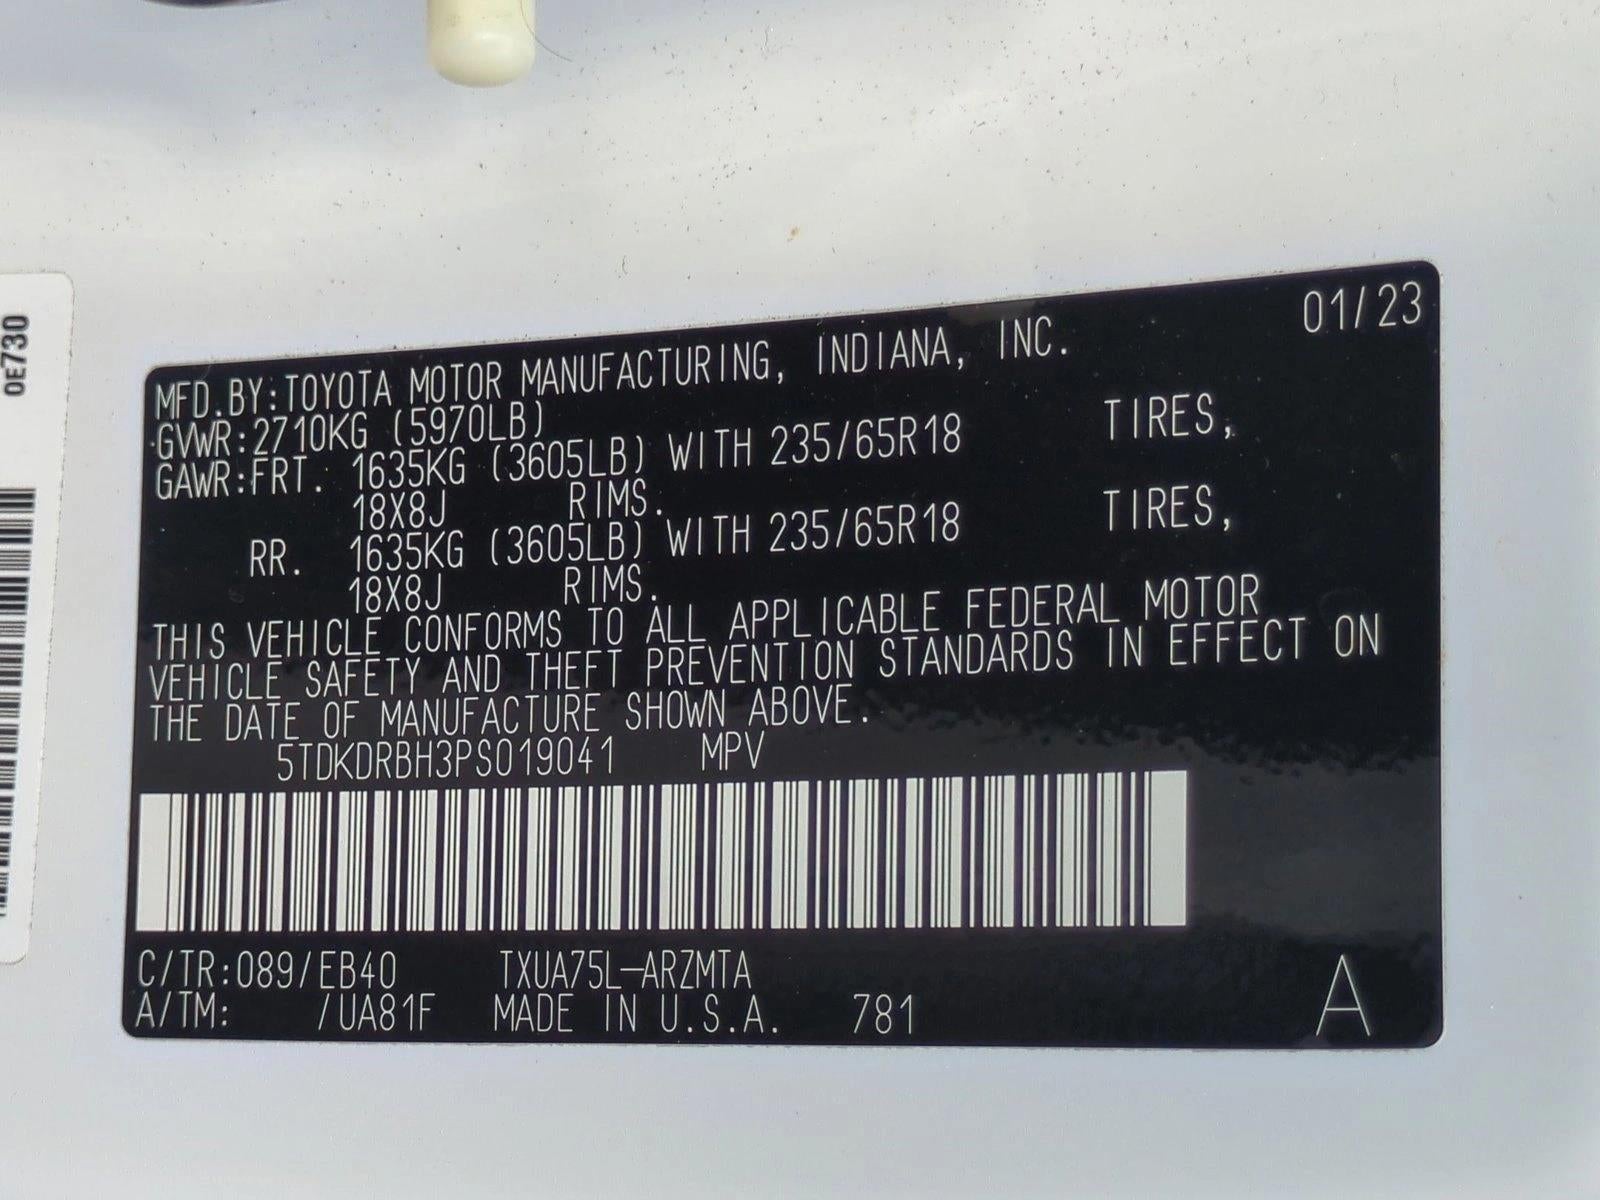 0E730
01/23
MFD.BY:TOYOTA MOTOR MANUFACTURING, INDIANA, INC.
GVWR:2710KG (5970LB)
GAWR:FRT. 1635KG (3605LB) WITH 235/65R18 TIRES,
18X8J RIMS.
RR. 1635KG (3605LB) WITH 235/65R18 TIRES,
18X8J RIMS.
THIS VEHICLE CONFORMS TO ALL APPLICABLE FEDERAL MOTOR
VEHICLE SAFETY AND THEFT PREVENTION STANDARDS IN EFFECT ON
THE DATE OF MANUFACTURE SHOWN ABOVE.
5TDKDRBH3PS019041 MPV
C/TR:089/EB40 TXUA75L-ARZMTA
A/TM: /UA81F MADE IN U.S.A. 781 A